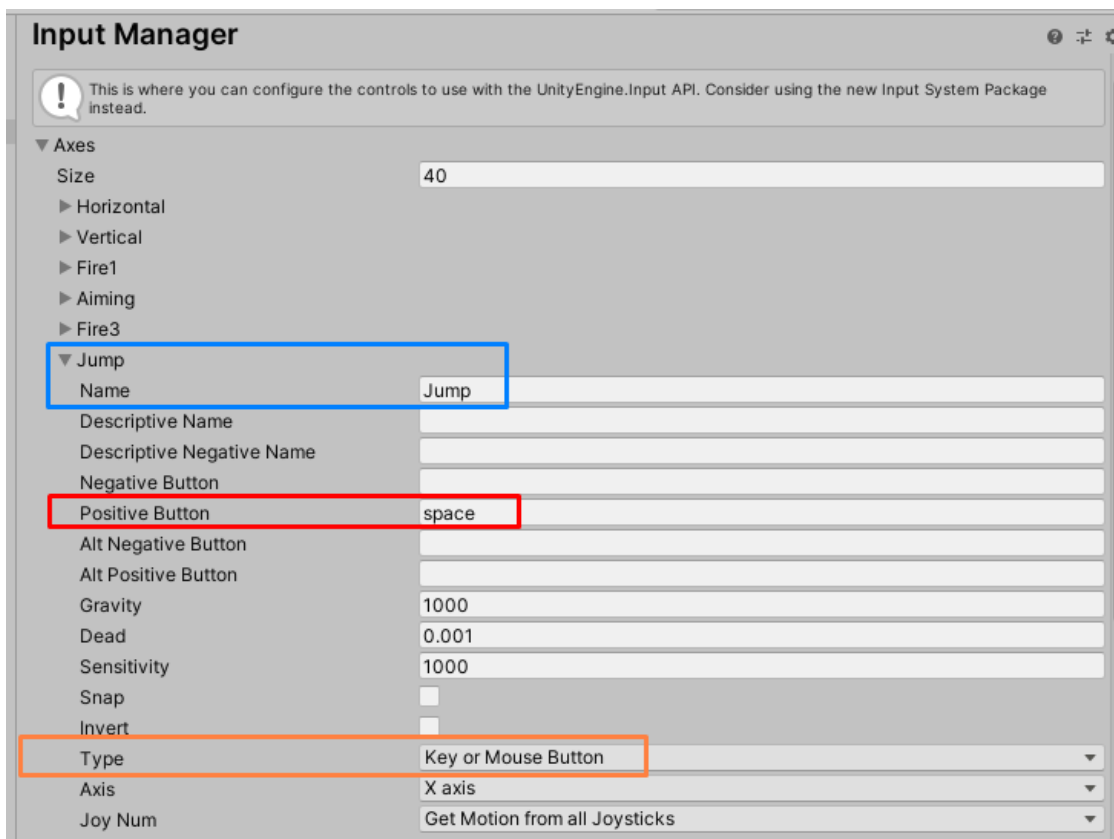 Input Manager
This is where you can configure the controls to use with the UnityEngine.Input API. Consider using the new Input System Package
instead.
Axes
Size 40
Horizontal
Vertical
Fire1
Aiming
Fire3
Jump
Name Jump
Descriptive Name
Descriptive Negative Name
Negative Button
Positive Button space
Alt Negative Button
Alt Positive Button
Gravity 1000
Dead 0.001
Sensitivity 1000
Snap
Invert
Type Key or Mouse Button
Axis X axis
Joy Num Get Motion from all Joysticks